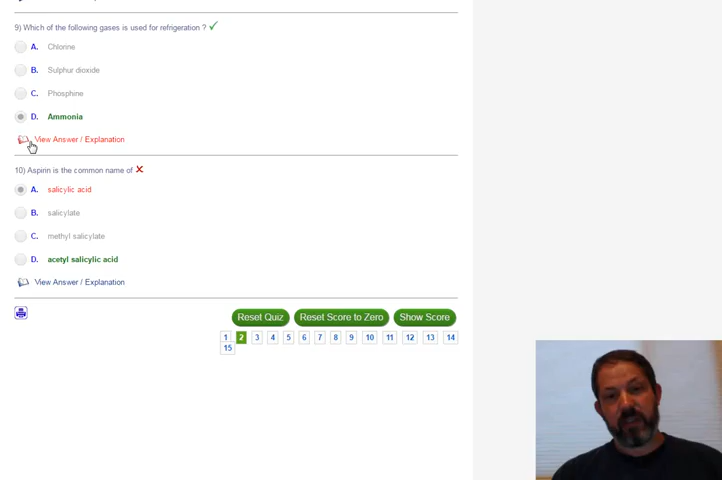 9) Which of the following gases is used for refrigeration ?
A. Chlorine
B. Sulphur dioxide
C. Phosphine
D. Ammonia
View Answer / Explanation
10) Aspirin is the common name of
A. salicylic acid
B. salicylate
C. methyl salicylate
D. acetyl salicylic acid
View Answer / Explanation
Reset Quiz Reset Score to Zero Show Score
1 2 3 4 5 6 7 8 9 10 11 12 13 14
15